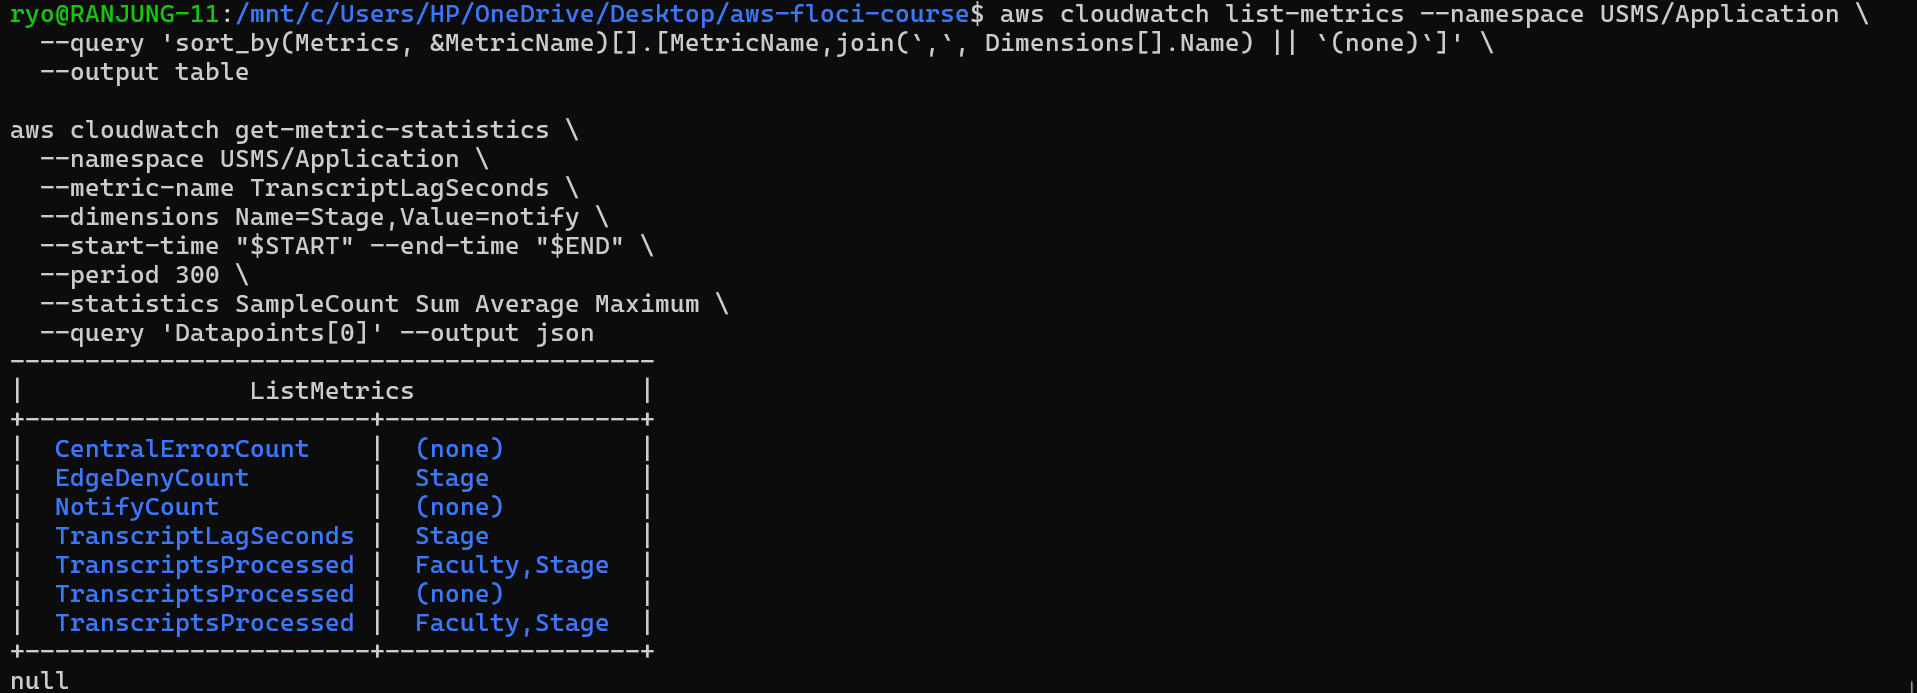 ryo@RANJUNG-11:/mnt/c/Users/HP/OneDrive/Desktop/aws-floci-course$ aws cloudwatch list-metrics --namespace USMS/Application \
  --query 'sort_by(Metrics, &MetricName)[].[MetricName,join(`,`, Dimensions[].Name) || `(none)`]' \
  --output table

aws cloudwatch get-metric-statistics \
  --namespace USMS/Application \
  --metric-name TranscriptLagSeconds \
  --dimensions Name=Stage,Value=notify \
  --start-time "$START" --end-time "$END" \
  --period 300 \
  --statistics SampleCount Sum Average Maximum \
  --query 'Datapoints[0]' --output json
-------------------------------------------
|               ListMetrics               |
+-----------------------+-----------------+
|  CentralErrorCount    |  (none)         |
|  EdgeDenyCount        |  Stage          |
|  NotifyCount          |  (none)         |
|  TranscriptLagSeconds |  Stage          |
|  TranscriptsProcessed |  Faculty,Stage  |
|  TranscriptsProcessed |  (none)         |
|  TranscriptsProcessed |  Faculty,Stage  |
+-----------------------+-----------------+
null